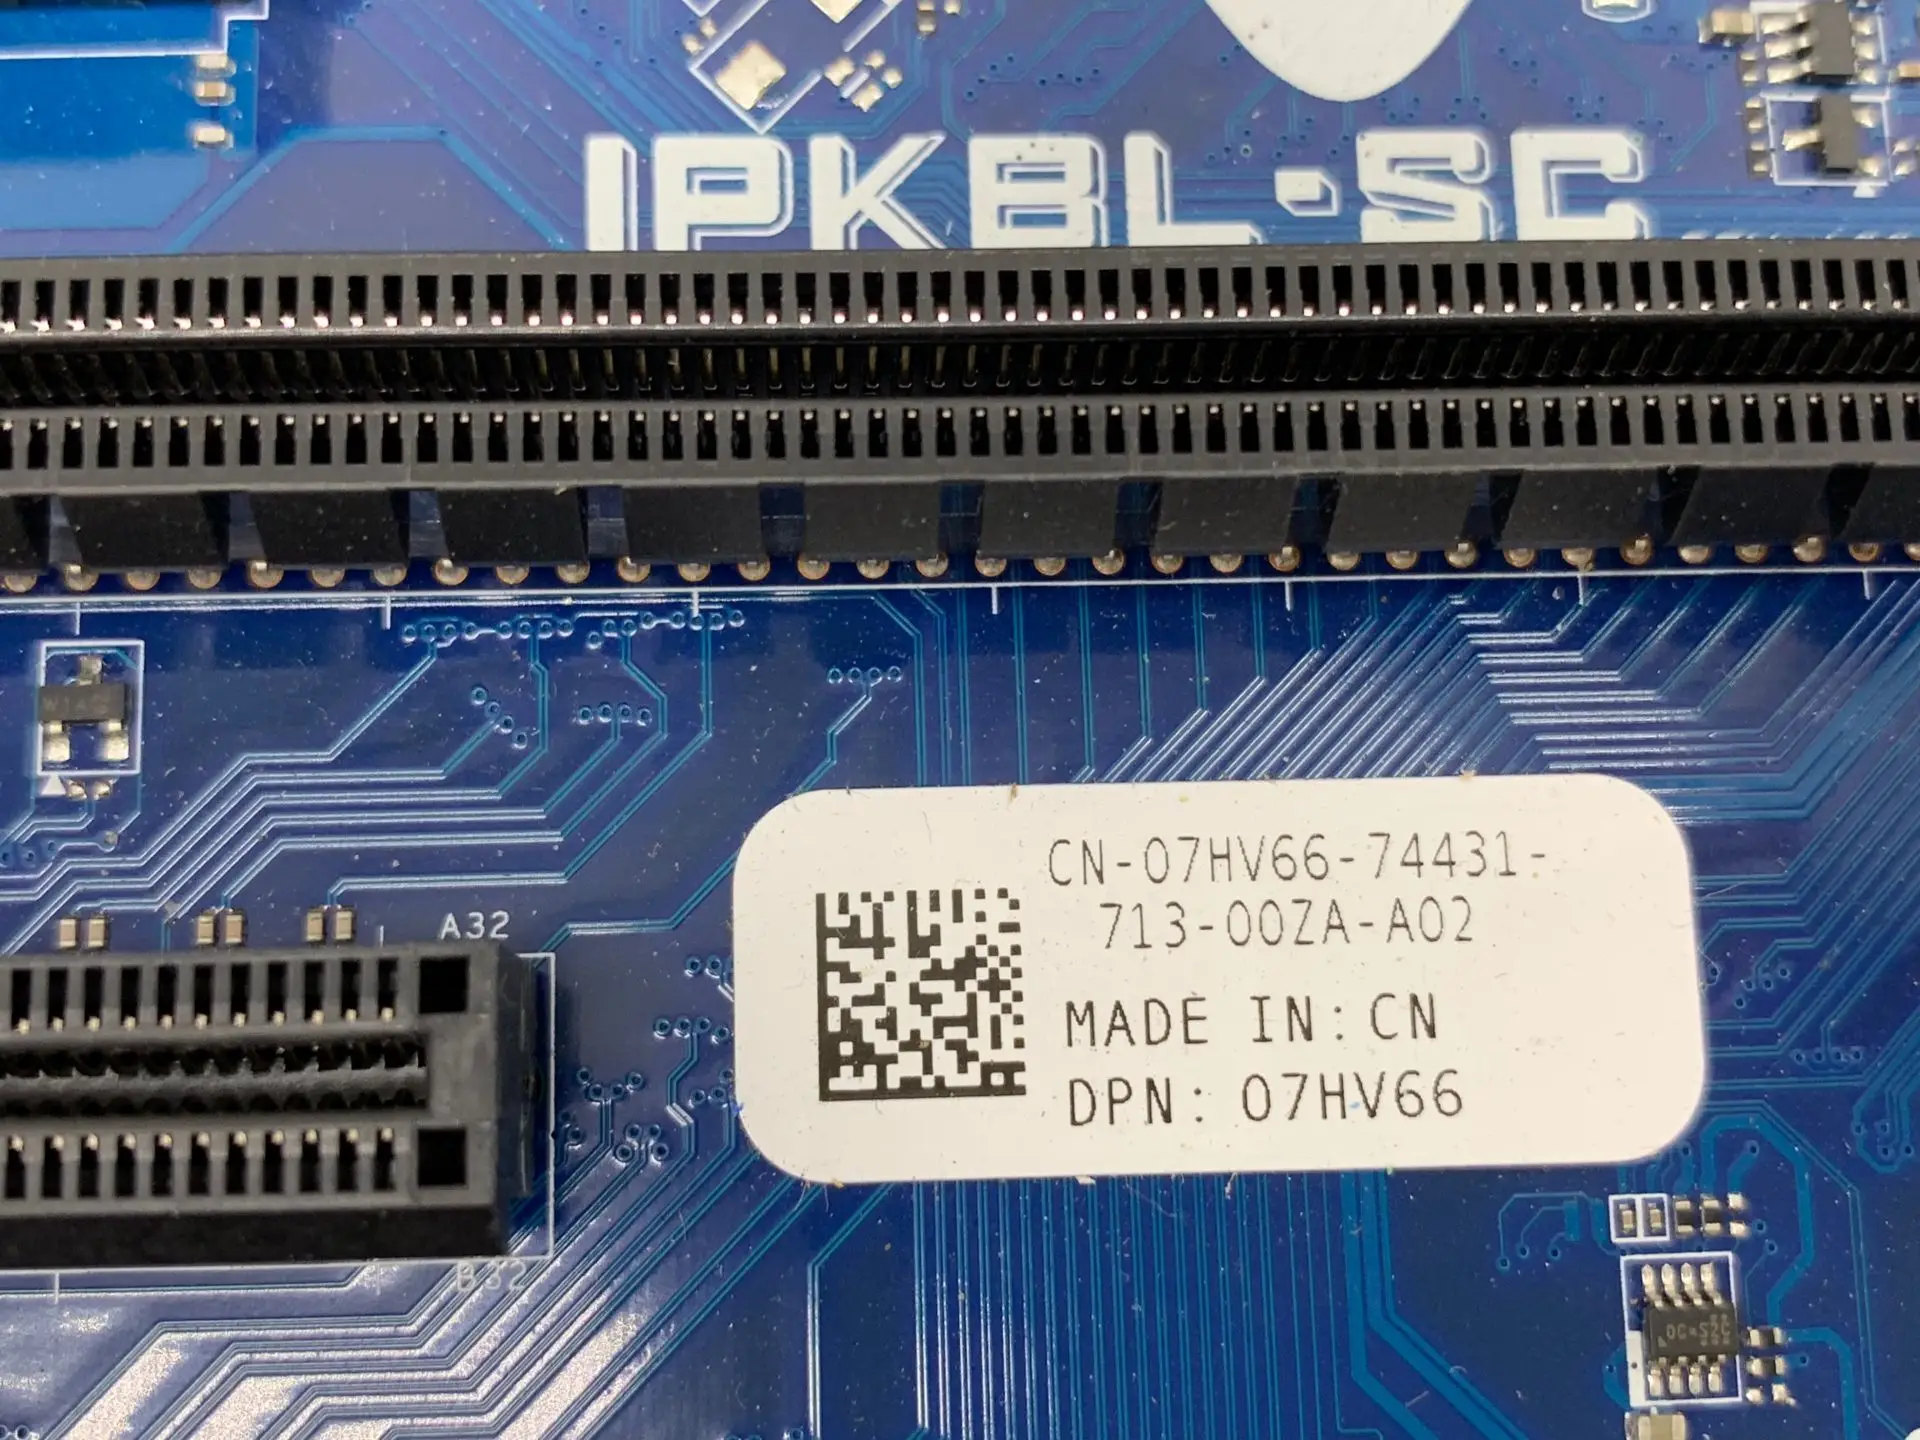 IPKBL-SC
CN-07HV66-74431-
713-00ZA-A02
MADE IN: CN
DPN: 07HV66
A32
B32